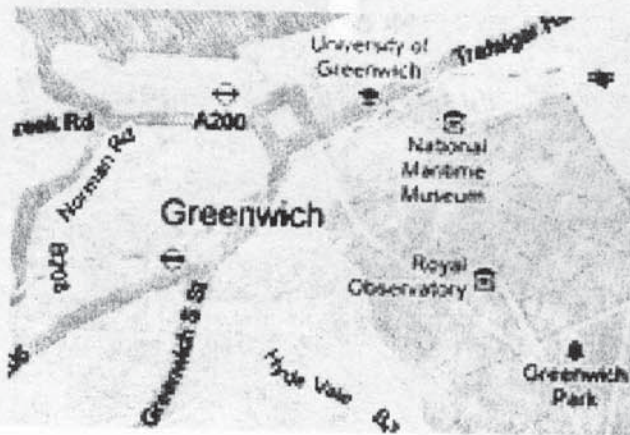 University of
Greenwich
Trafalgar
Rd
A200
Norman Rd
National
Maritime
Museum
Greenwich
B208
Royal
Observatory
Greenwich S St
Hyde Vale
Greenwich
Park